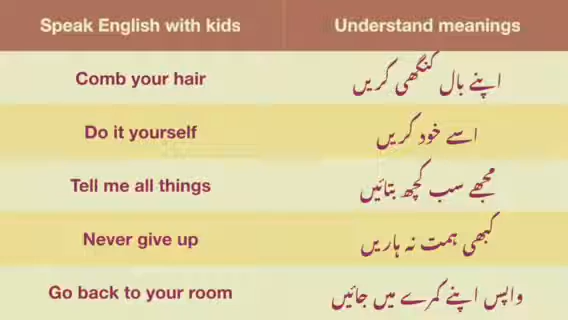 Speak English with kids Understand meanings
Comb your hair اپنے بال کنگھی کریں
Do it yourself اسے خود کریں
Tell me all things مجھے سب کچھ بتائیں
Never give up کبھی ہمت نہ ہاریں
Go back to your room واپس اپنے کمرے میں جائیں